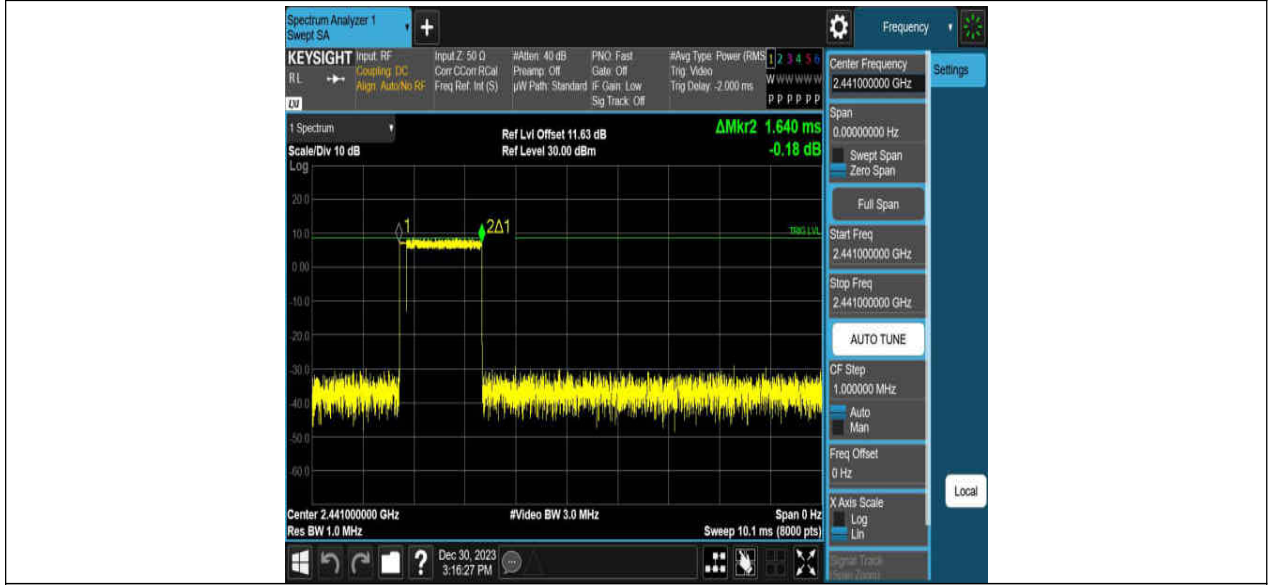 Spectrum Analyzer 1
Swept SA
+
Frequency
KEYSIGHT
RL
LXI
Input: RF
Coupling: DC
Align: Auto/No RF
Input Z: 50 Ω
Corr CCorr RCal
Freq Ref: Int (S)
#Atten: 40 dB
Preamp: Off
µW Path: Standard
PNO: Fast
Gate: Off
IF Gain: Low
Sig Track: Off
#Avg Type: Power (RMS
Trig: Video
Trig Delay: -2.000 ms
1 2 3 4 5 6
W W W W W W
P P P P P P
Center Frequency
2.441000000 GHz
Settings
1 Spectrum
Scale/Div 10 dB
Ref Lvl Offset 11.63 dB
Ref Level 30.00 dBm
ΔMkr2 1.640 ms
-0.18 dB
Log
20.0
10.0
0.00
-10.0
-20.0
-30.0
-40.0
-50.0
-60.0
1
2Δ1
TRIG LVL
Span
0.00000000 Hz
Swept Span
Zero Span
Full Span
Start Freq
2.441000000 GHz
Stop Freq
2.441000000 GHz
AUTO TUNE
CF Step
1.000000 MHz
Auto
Man
Freq Offset
0 Hz
X Axis Scale
Log
Lin
Signal Track
(Span Zoom)
Local
Center 2.441000000 GHz
Res BW 1.0 MHz
#Video BW 3.0 MHz
Span 0 Hz
Sweep 10.1 ms (8000 pts)
?
Dec 30, 2023
3:16:27 PM